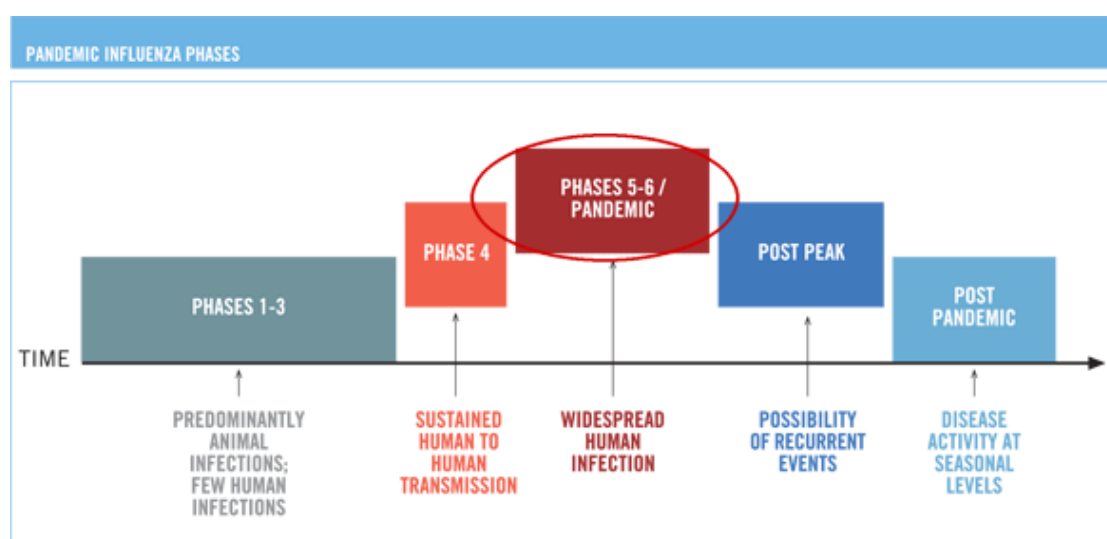 PANDEMIC INFLUENZA PHASES
PHASES 5-6 /
PANDEMIC
PHASE 4
POST PEAK
PHASES 1-3
POST
PANDEMIC
TIME
PREDOMINANTLY
ANIMAL
INFECTIONS;
FEW HUMAN
INFECTIONS
SUSTAINED
HUMAN TO
HUMAN
TRANSMISSION
WIDESPREAD
HUMAN
INFECTION
POSSIBILITY
OF RECURRENT
EVENTS
DISEASE
ACTIVITY AT
SEASONAL
LEVELS